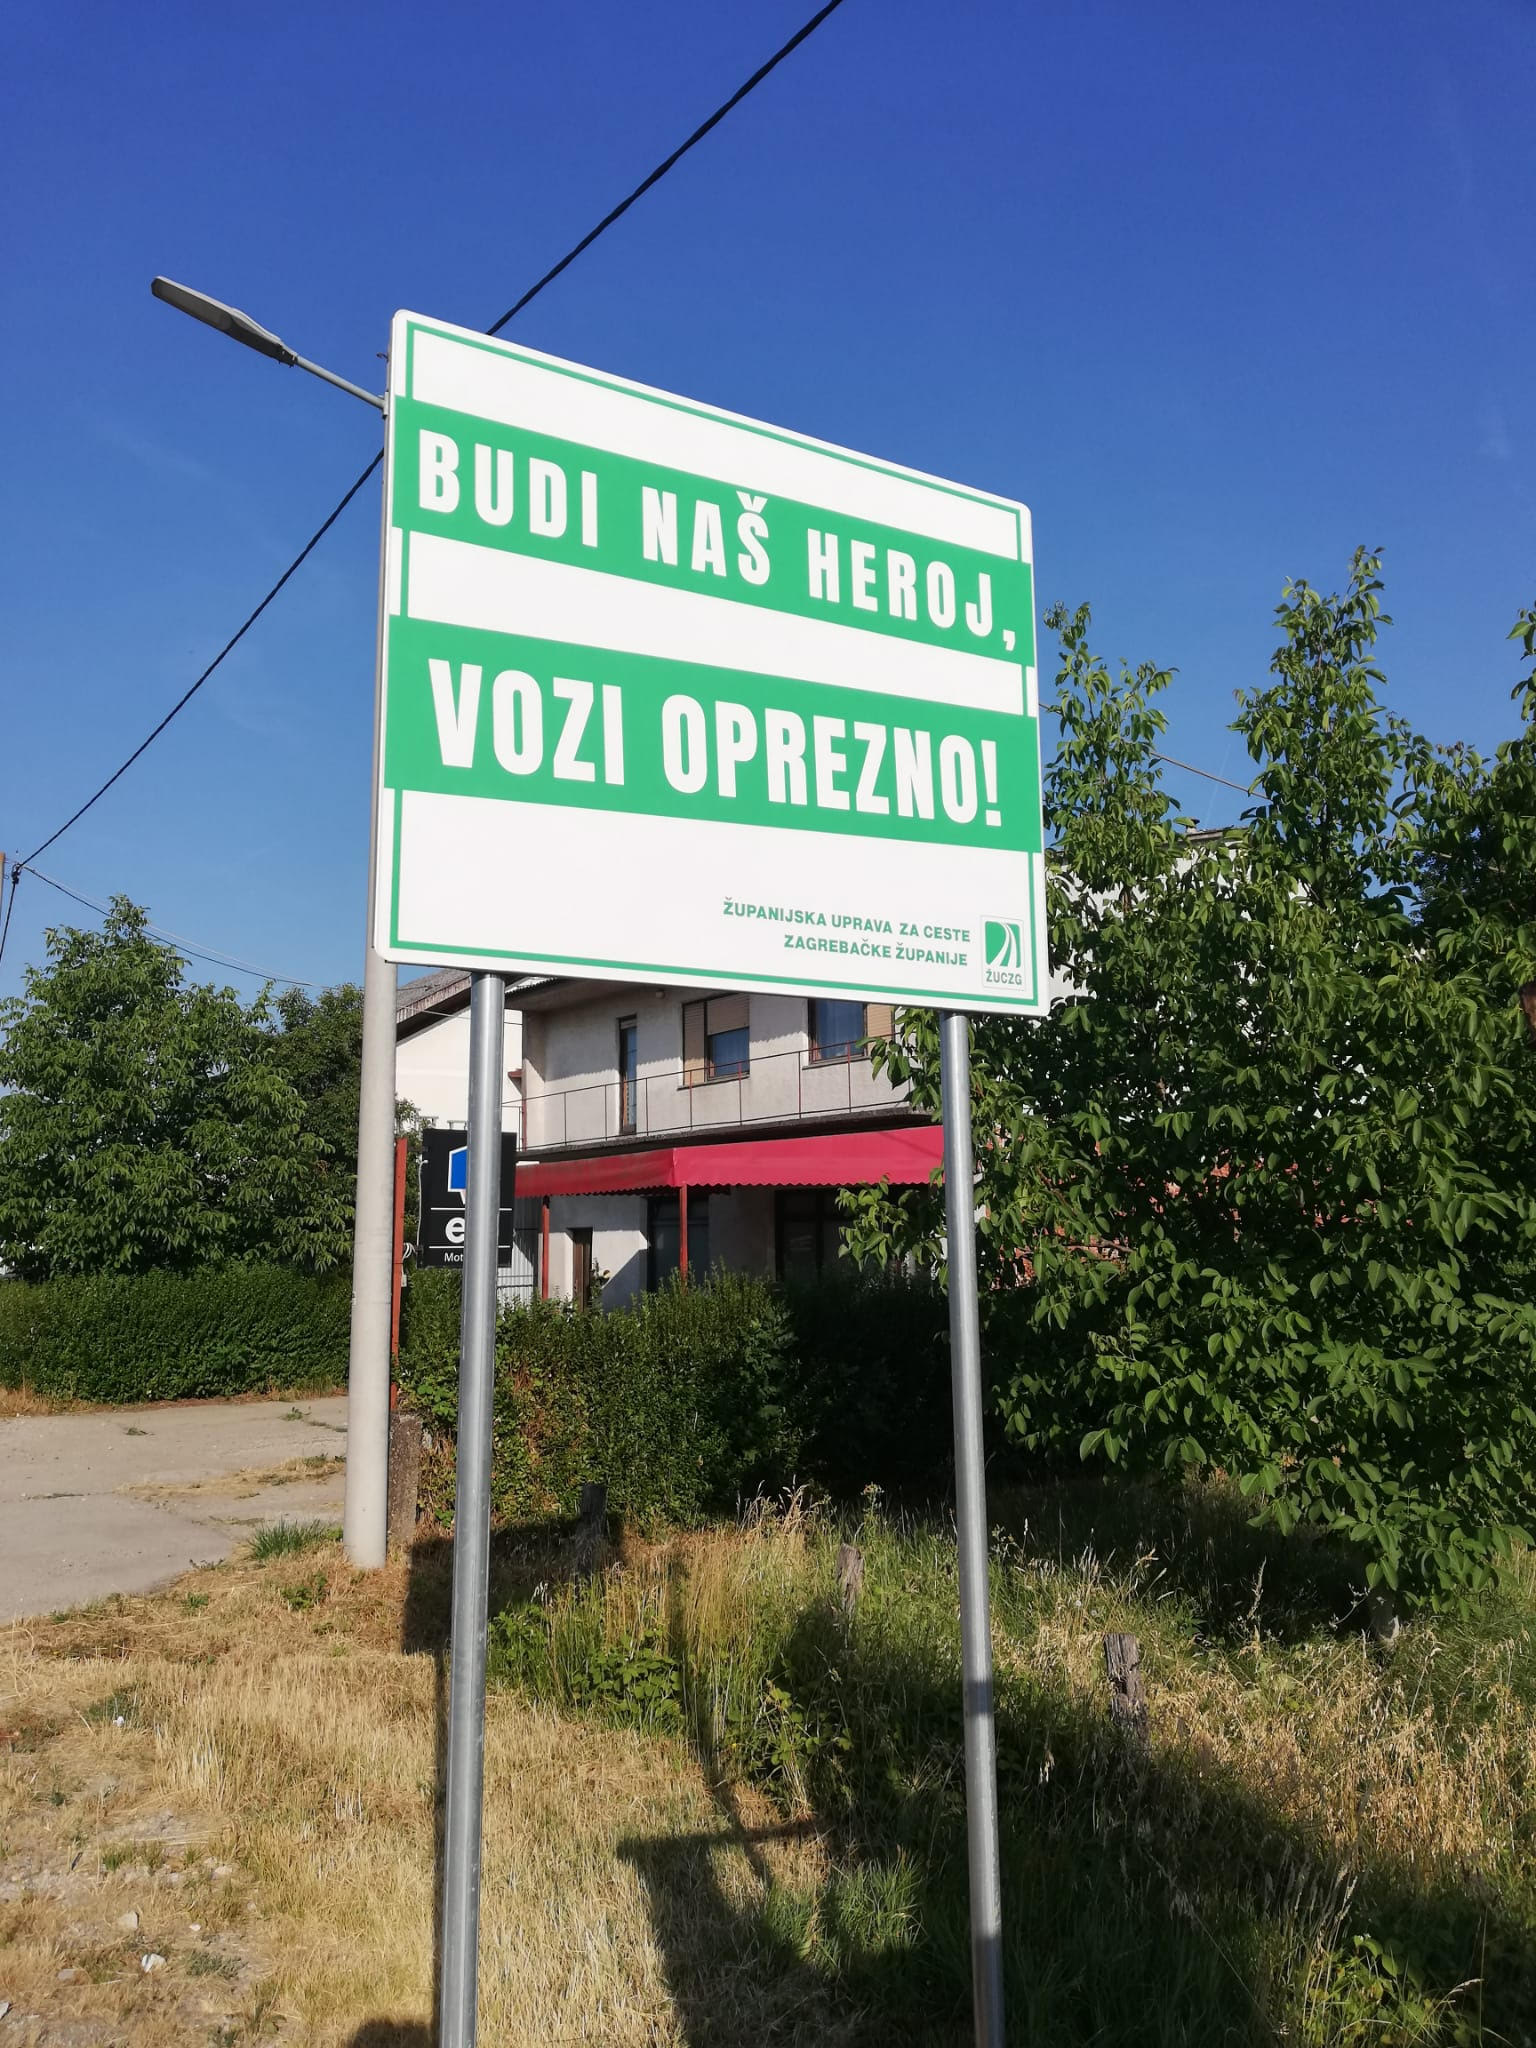 BUDI NAŠ HEROJ,
VOZI OPREZNO!
ŽUPANIJSKA UPRAVA ZA CESTE
ZAGREBAČKE ŽUPANIJE
ŽUCZG